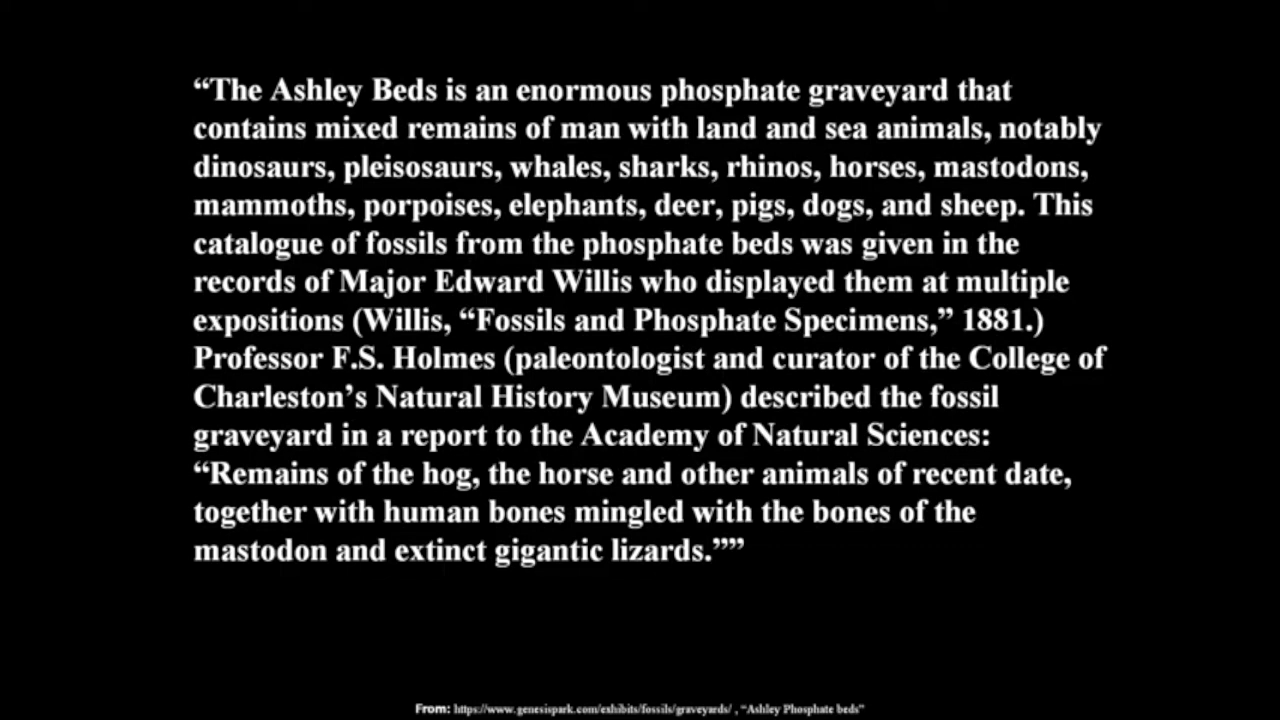 “The Ashley Beds is an enormous phosphate graveyard that
contains mixed remains of man with land and sea animals, notably
dinosaurs, pleisosaurs, whales, sharks, rhinos, horses, mastodons,
mammoths, porpoises, elephants, deer, pigs, dogs, and sheep. This
catalogue of fossils from the phosphate beds was given in the
records of Major Edward Willis who displayed them at multiple
expositions (Willis, “Fossils and Phosphate Specimens,” 1881.)
Professor F.S. Holmes (paleontologist and curator of the College of
Charleston’s Natural History Museum) described the fossil
graveyard in a report to the Academy of Natural Sciences:
“Remains of the hog, the horse and other animals of recent date,
together with human bones mingled with the bones of the
mastodon and extinct gigantic lizards.””
From: https://www.genesispark.com/exhibits/fossils/graveyards/ , “Ashley Phosphate beds”